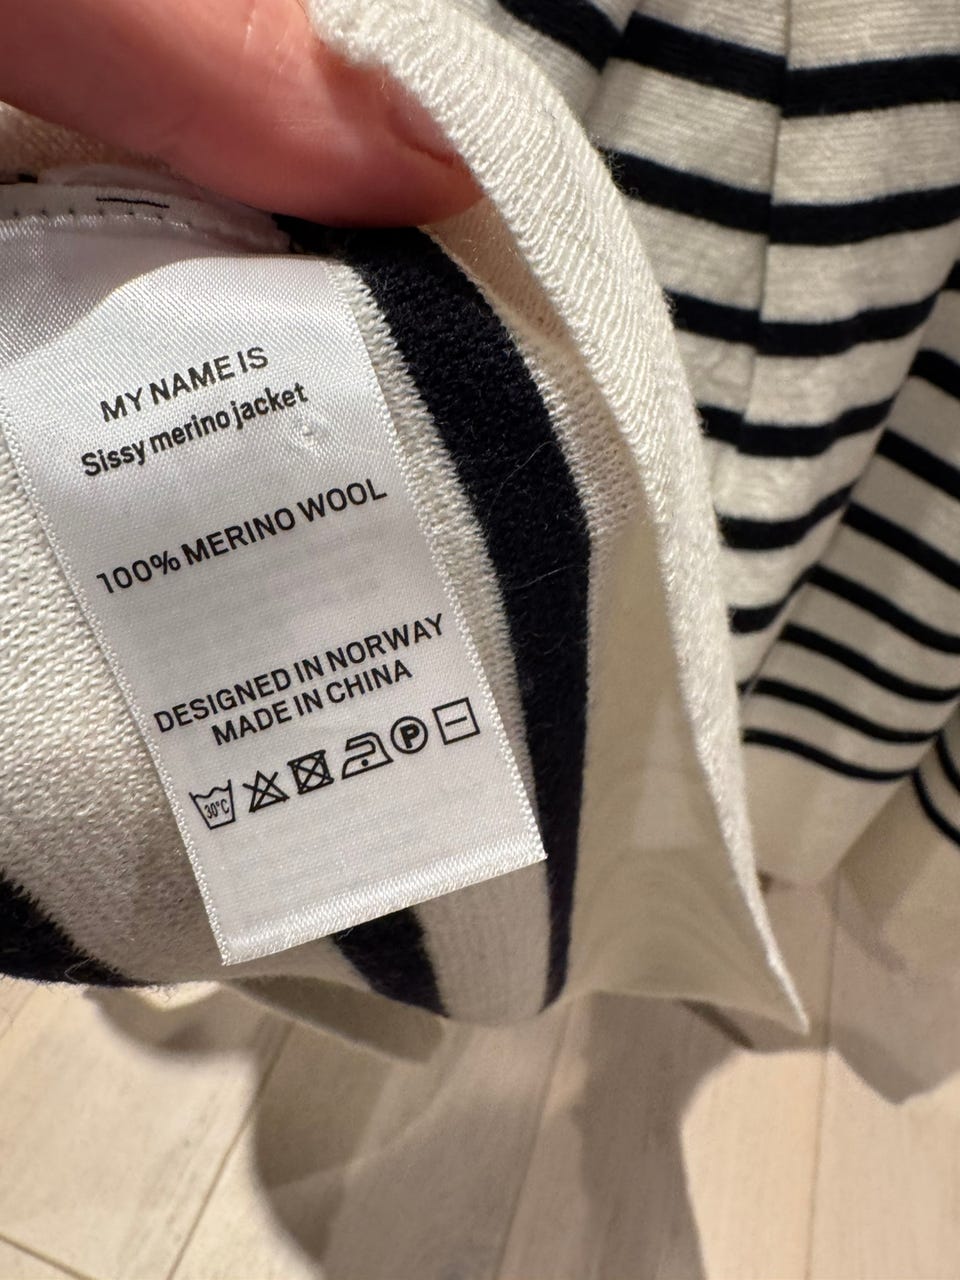 MY NAME IS
Sissy merino jacket
100% MERINO WOOL
DESIGNED IN NORWAY
MADE IN CHINA
30°C P